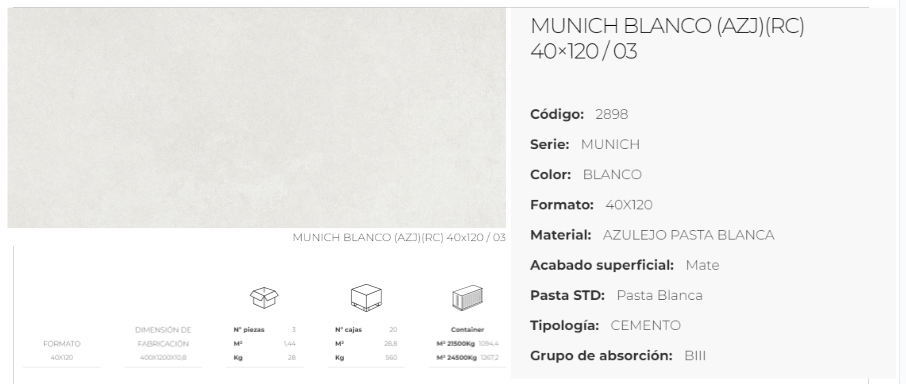 MUNICH BLANCO (AZJ)(RC)
40×120 / 03
Código: 2898
Serie: MUNICH
Color: BLANCO
Formato: 40X120
Material: AZULEJO PASTA BLANCA
Acabado superficial: Mate
Pasta STD: Pasta Blanca
Tipología: CEMENTO
Grupo de absorción: BIII
MUNICH BLANCO (AZJ)(RC) 40x120 / 03
FORMATO
40X120
DIMENSIÓN DE
FABRICACIÓN
400X1200X10,8
Nº piezas 3
M² 1,44
Kg 28
Nº cajas 20
M² 28,8
Kg 560
Container
M² 21500Kg 1094,4
M² 24500Kg 1267,2